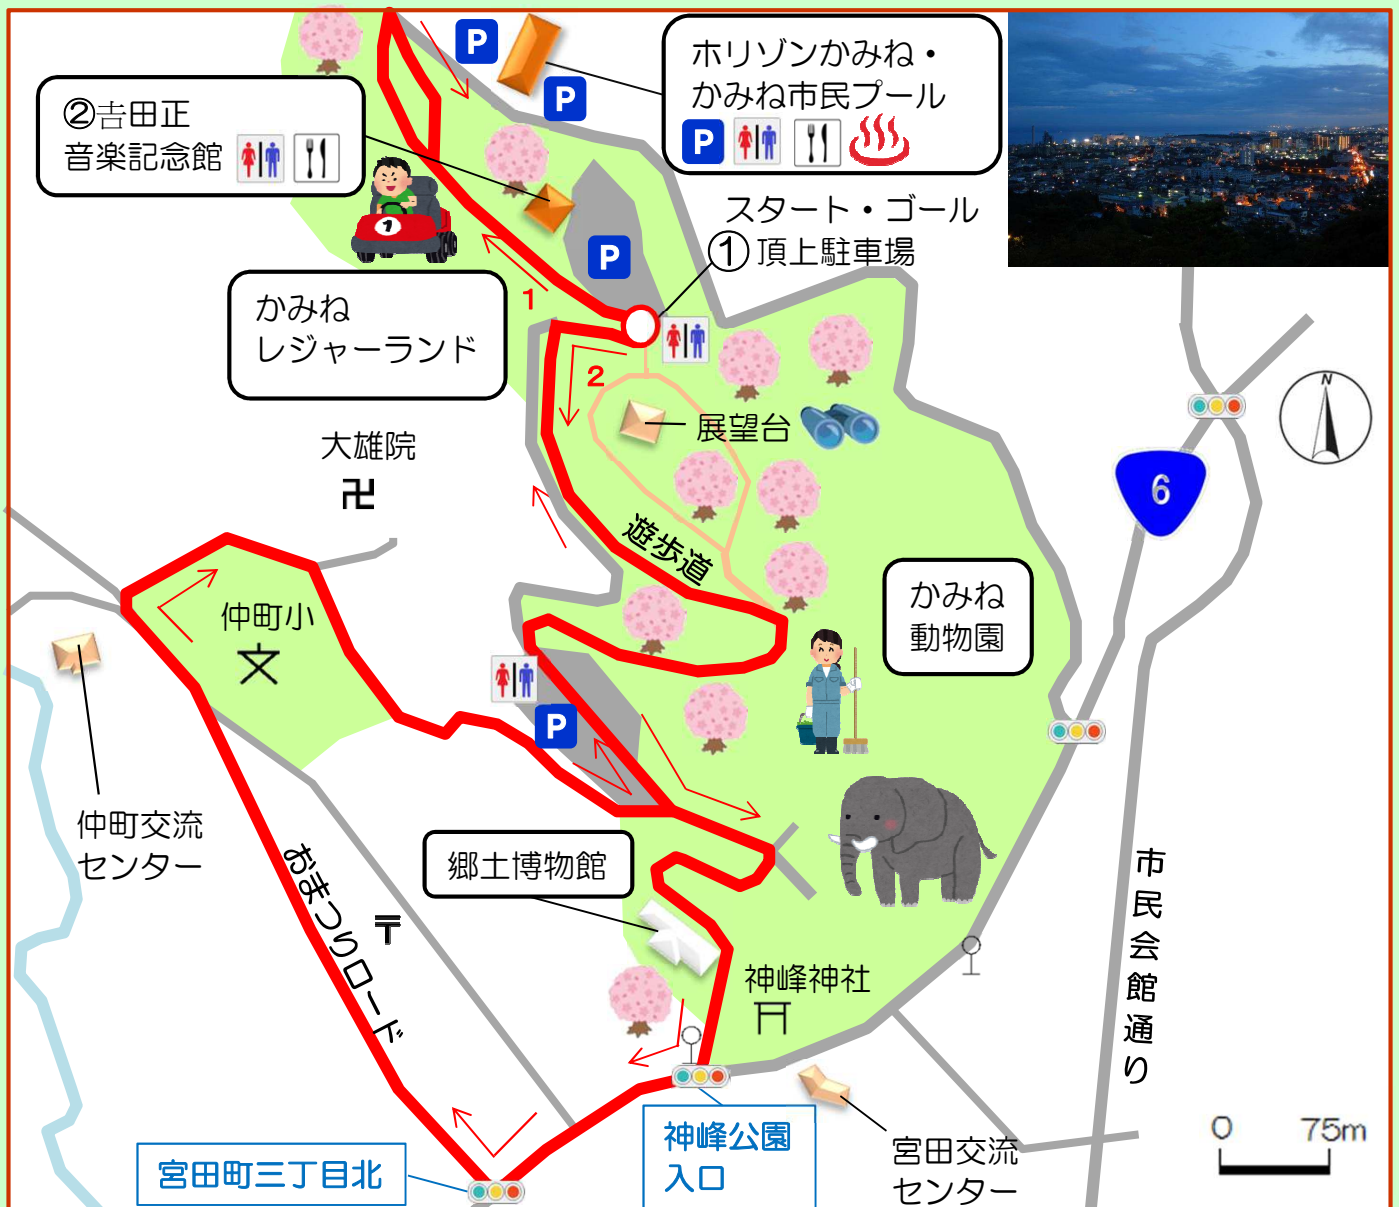 P
P
ホリゾンかみね・
かみね市民プール
P
②吉田正
音楽記念館
1
スタート・ゴール
①頂上駐車場
P
かみね
レジャーランド
1
2
展望台
大雄院
卍
6
N
遊歩道
かみね
動物園
仲町小
文
P
仲町交流
センター
郷土博物館
おまつりロード
〒
神峰神社
市民会館通り
神峰公園
入口
宮田町三丁目北
宮田交流
センター
0 75m